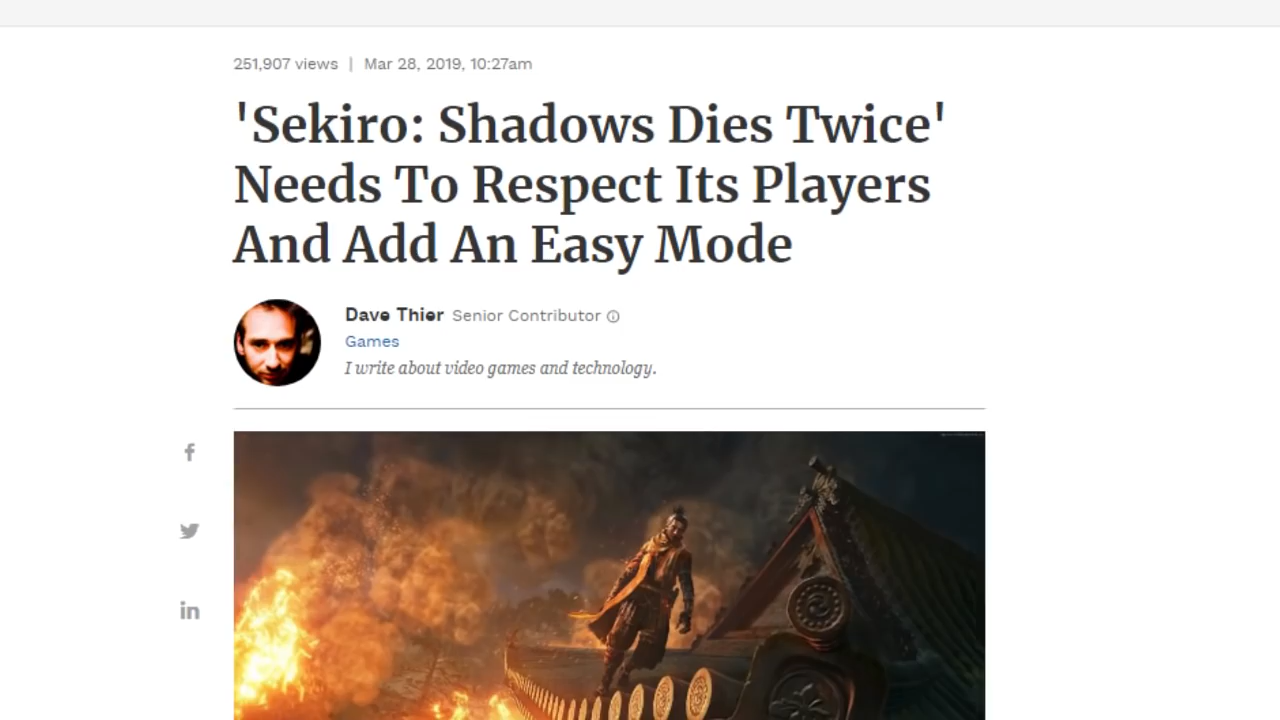 251,907 views | Mar 28, 2019, 10:27am
'Sekiro: Shadows Dies Twice'
Needs To Respect Its Players
And Add An Easy Mode
Dave Thier Senior Contributor
Games
I write about video games and technology.
f
in